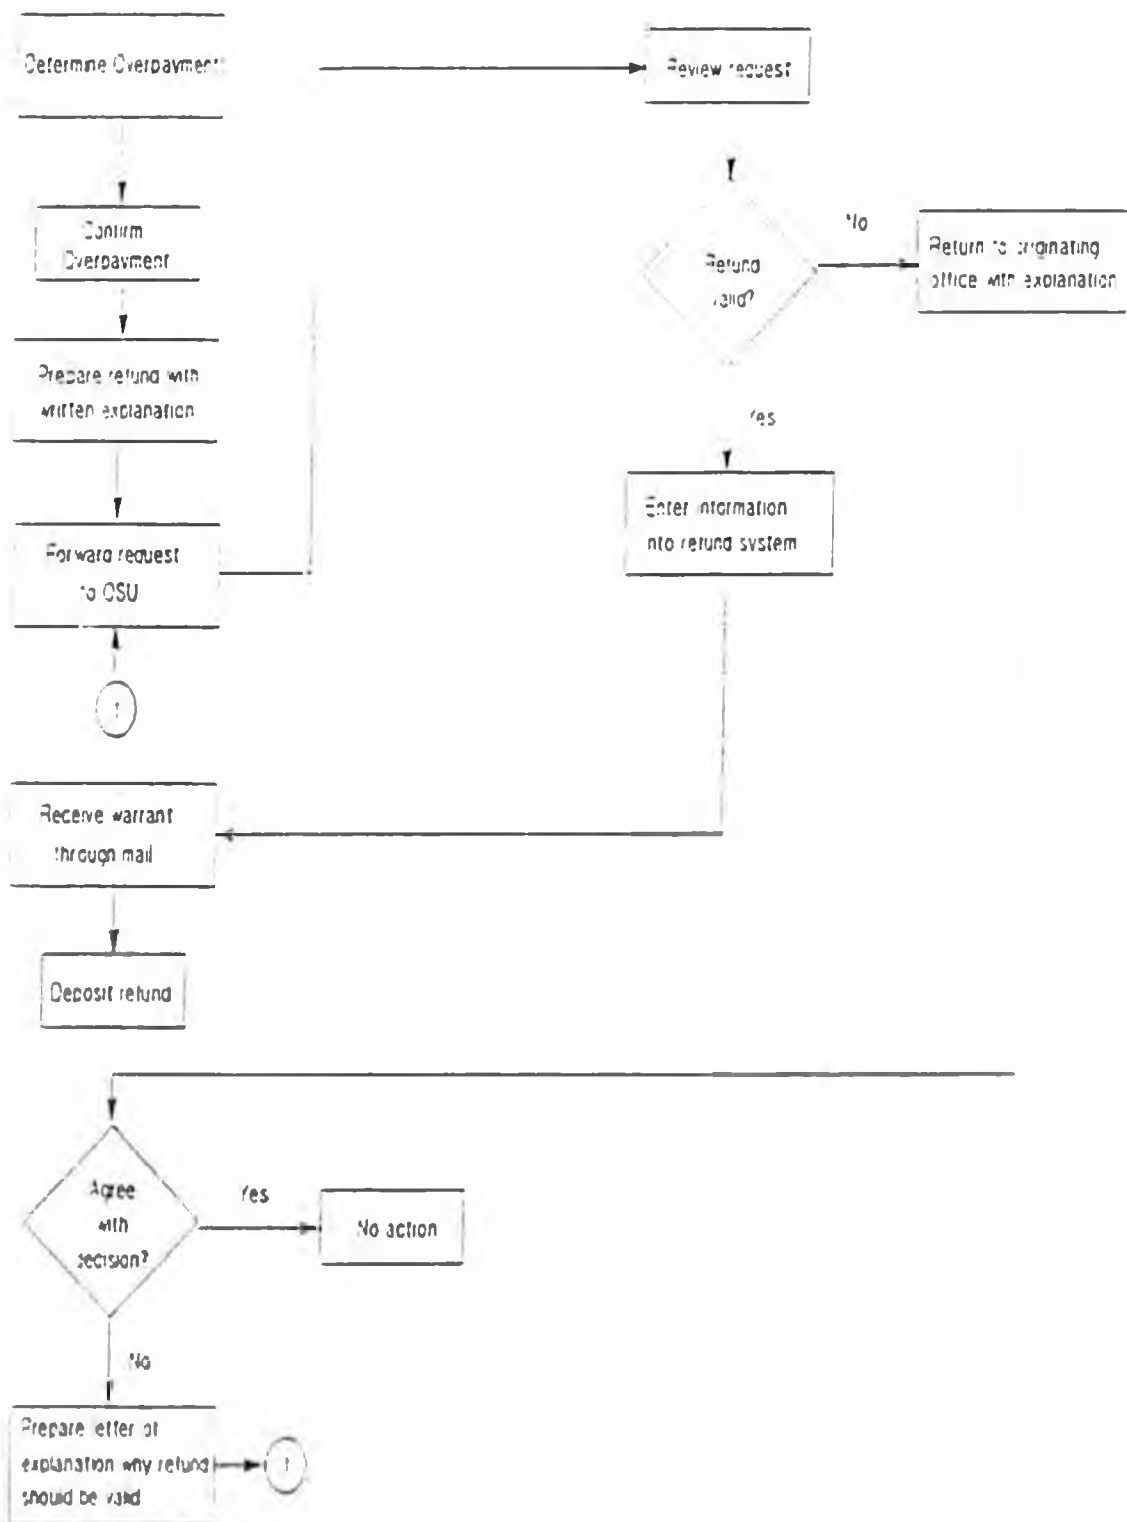 Determine Overpayment
Confirm
Overpayment
Prepare refund with
written explanation
Forward request
to OSU
1
Receive warrant
through mail
Deposit refund
Review request
Refund
valid?
No
Return to originating
office with explanation
Yes
Enter information
into refund system
Agree
with
decision?
Yes
No action
No
Prepare letter of
explanation why refund
should be valid
1